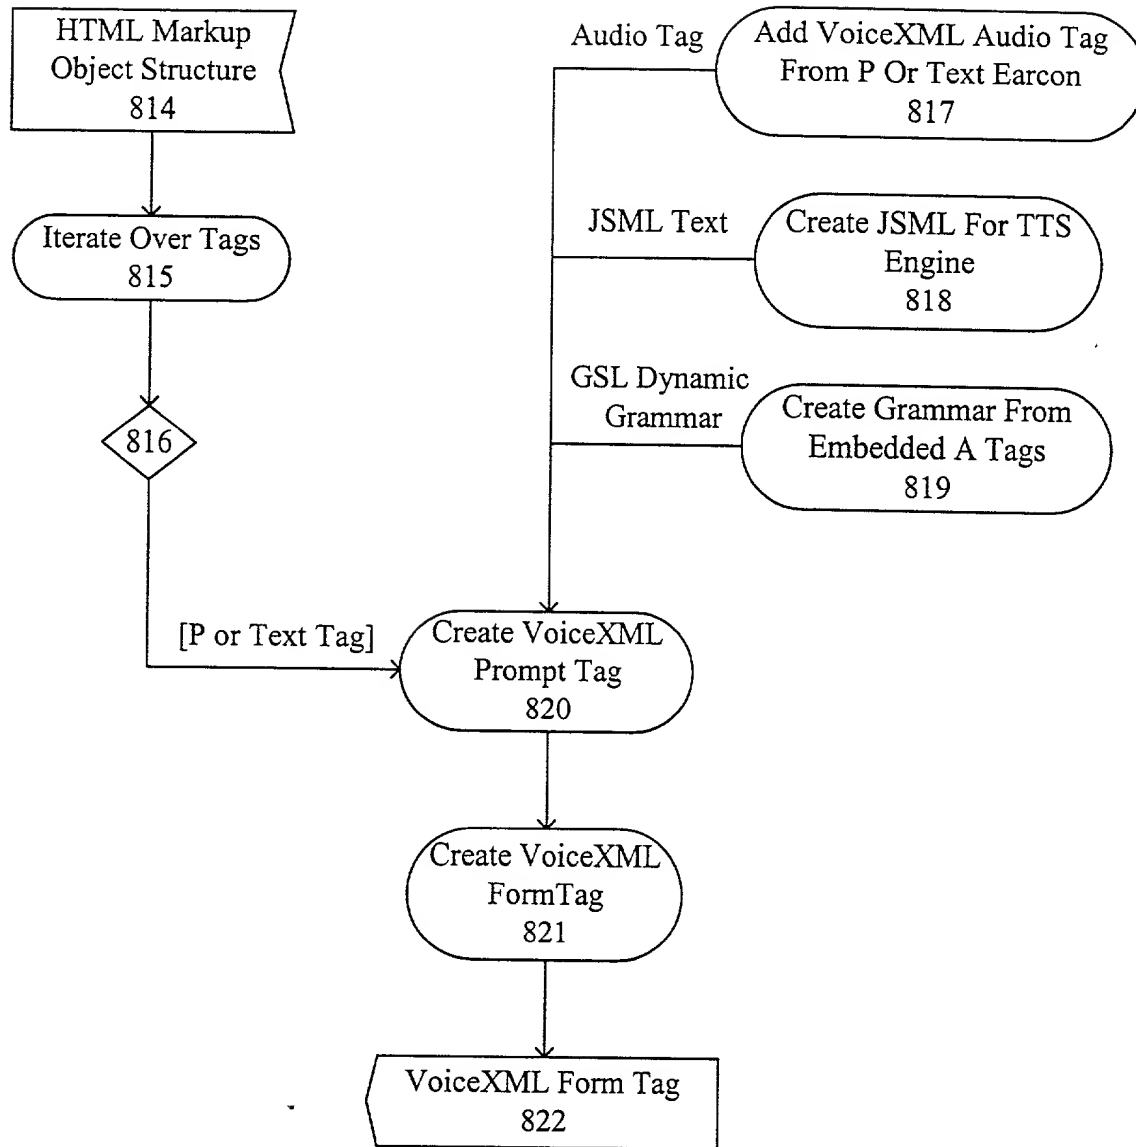 HTML Markup
Object Structure
814
Iterate Over Tags
815
816
[P or Text Tag]
Audio Tag
Add VoiceXML Audio Tag
From P Or Text Earcon
817
JSML Text
Create JSML For TTS
Engine
818
GSL Dynamic
Grammar
Create Grammar From
Embedded A Tags
819
Create VoiceXML
Prompt Tag
820
Create VoiceXML
FormTag
821
VoiceXML Form Tag
822